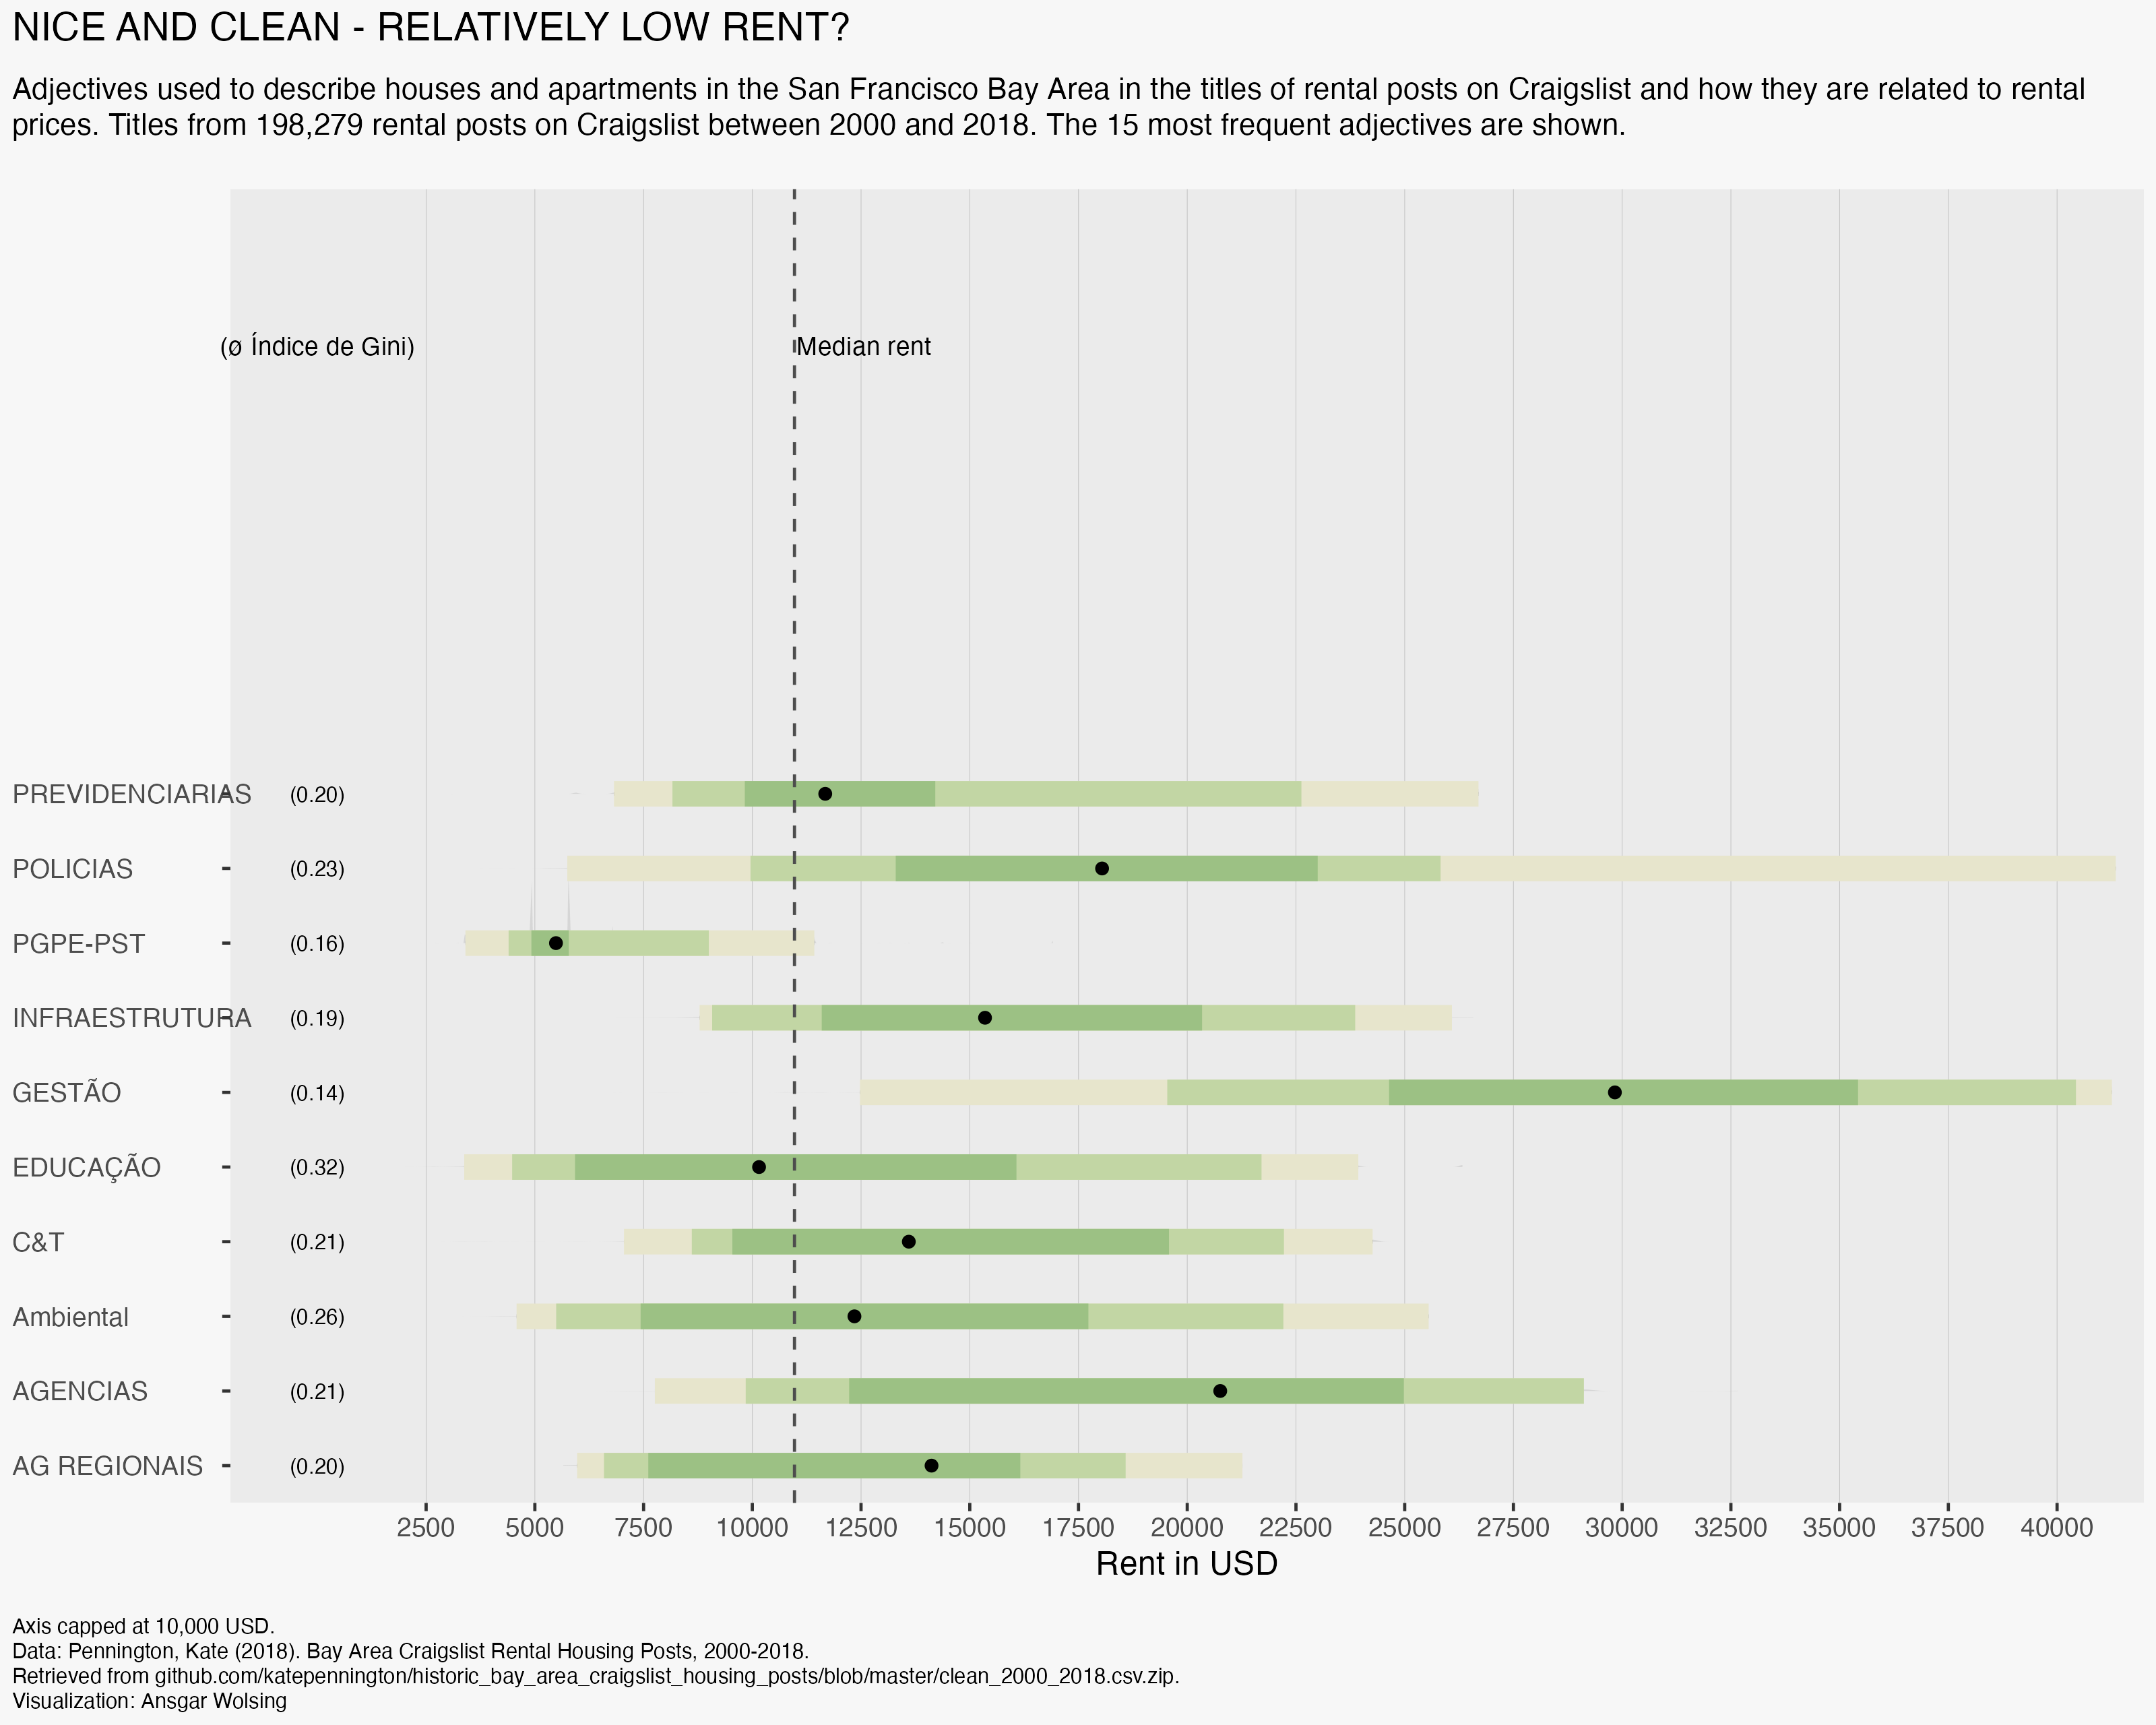 NICE AND CLEAN - RELATIVELY LOW RENT?
Adjectives used to describe houses and apartments in the San Francisco Bay Area in the titles of rental posts on Craigslist and how they are related to rental
prices. Titles from 198,279 rental posts on Craigslist between 2000 and 2018. The 15 most frequent adjectives are shown.
(ø Índice de Gini) Median rent
PREVIDENCIARIAS (0.20)
POLICIAS (0.23)
PGPE-PST (0.16)
INFRAESTRUTURA (0.19)
GESTÃO (0.14)
EDUCAÇÃO (0.32)
C&T (0.21)
Ambiental (0.26)
AGENCIAS (0.21)
AG REGIONAIS (0.20)
2500 5000 7500 10000 12500 15000 17500 20000 22500 25000 27500 30000 32500 35000 37500 40000
Rent in USD
Axis capped at 10,000 USD.
Data: Pennington, Kate (2018). Bay Area Craigslist Rental Housing Posts, 2000-2018.
Retrieved from github.com/katepennington/historic_bay_area_craigslist_housing_posts/blob/master/clean_2000_2018.csv.zip.
Visualization: Ansgar Wolsing